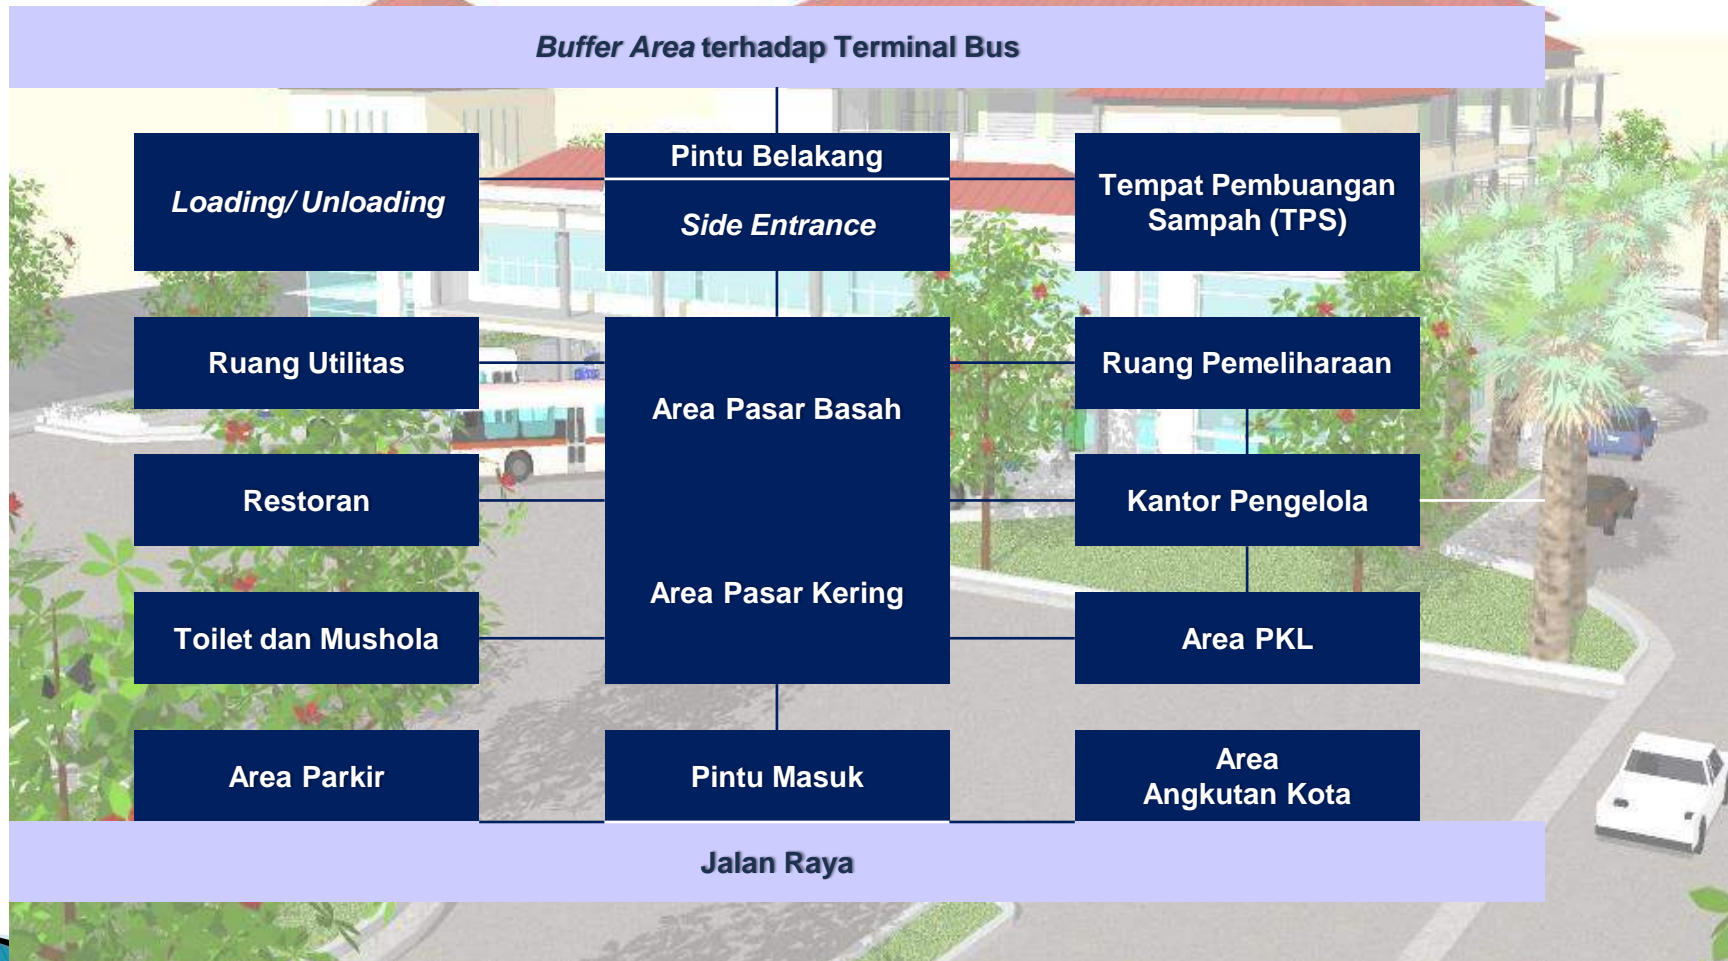 Buffer Area terhadap Terminal Bus
Loading/ Unloading
Pintu Belakang
Side Entrance
Tempat Pembuangan
Sampah (TPS)
Ruang Utilitas
Area Pasar Basah
Ruang Pemeliharaan
Restoran
Kantor Pengelola
Area Pasar Kering
Toilet dan Mushola
Area PKL
Area Parkir
Pintu Masuk
Area
Angkutan Kota
Jalan Raya